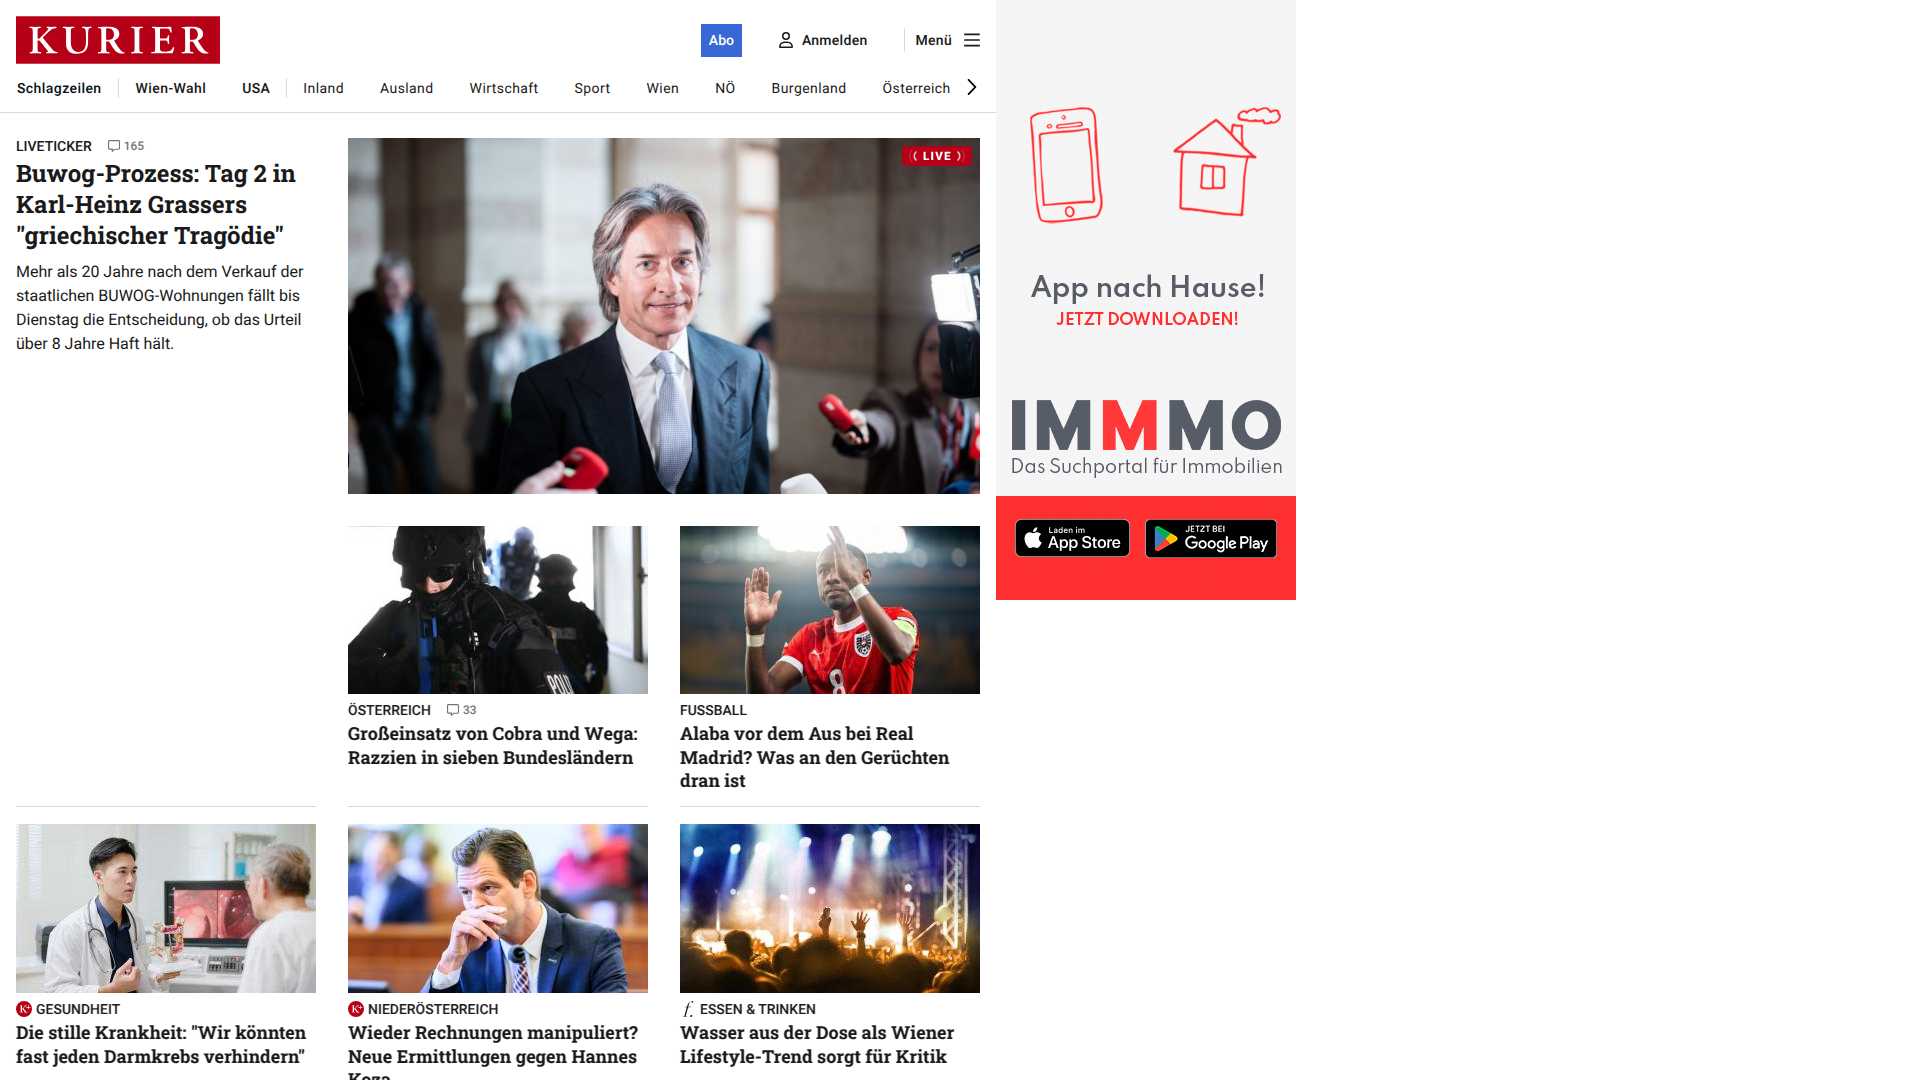 KURIER
Abo
Anmelden
Menü
Schlagzeilen
Wien-Wahl
USA
Inland
Ausland
Wirtschaft
Sport
Wien
NÖ
Burgenland
Österreich
LIVETICKER 165
Buwog-Prozess: Tag 2 in
Karl-Heinz Grassers
"griechischer Tragödie"
Mehr als 20 Jahre nach dem Verkauf der
staatlichen BUWOG-Wohnungen fällt bis
Dienstag die Entscheidung, ob das Urteil
über 8 Jahre Haft hält.
LIVE
ÖSTERREICH 33
Großeinsatz von Cobra und Wega:
Razzien in sieben Bundesländern
8
FUSSBALL
Alaba vor dem Aus bei Real
Madrid? Was an den Gerüchten
dran ist
K+ GESUNDHEIT
Die stille Krankheit: "Wir könnten
fast jeden Darmkrebs verhindern"
K+ NIEDERÖSTERREICH
Wieder Rechnungen manipuliert?
Neue Ermittlungen gegen Hannes
Koza
f. ESSEN & TRINKEN
Wasser aus der Dose als Wiener
Lifestyle-Trend sorgt für Kritik
App nach Hause!
JETZT DOWNLOADEN!
IMMMO
Das Suchportal für Immobilien
Laden im
App Store
JETZT BEI
Google Play